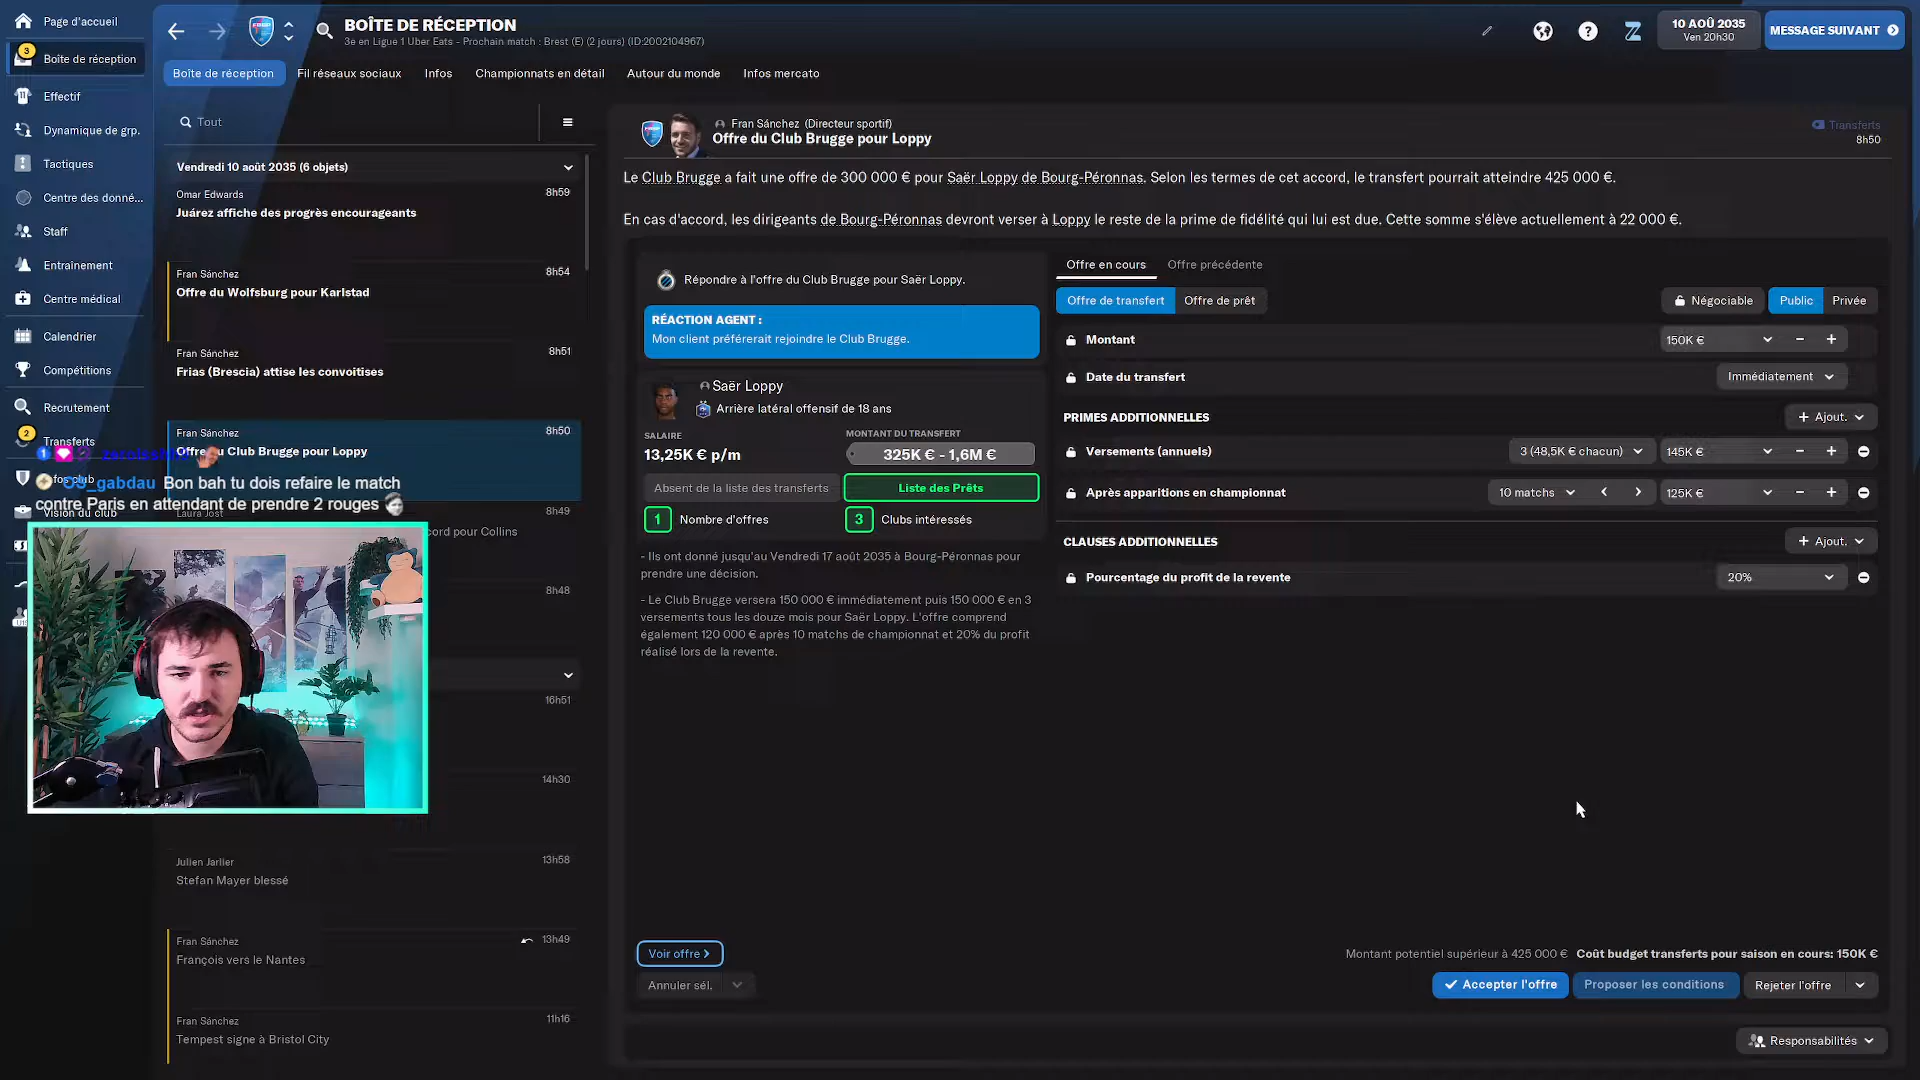 Page d'accueil
3
Boîte de réception
Effectif
Dynamique de grp.
Tactiques
Centre des donné...
Staff
Entraînement
Centre médical
Calendrier
Compétitions
Recrutement
2
Transferts
Infos club
Vision du club
BOÎTE DE RÉCEPTION
3e en Ligue 1 Uber Eats - Prochain match : Brest (E) (2 jours) (ID:2002104967)
10 AOÛ 2035
Ven 20h30
MESSAGE SUIVANT
Boîte de réception
Fil réseaux sociaux
Infos
Championnats en détail
Autour du monde
Infos mercato
Tout
Vendredi 10 août 2035 (6 objets)
Omar Edwards
8h59
Juárez affiche des progrès encourageants
Fran Sánchez
8h54
Offre du Wolfsburg pour Karlstad
Fran Sánchez
8h51
Frias (Brescia) attise les convoitises
Fran Sánchez
8h50
Offre du Club Brugge pour Loppy
OS_gabdau Bon bah tu dois refaire le match
contre Paris en attendant de prendre 2 rouges
Laura Jost
8h49
cord pour Collins
8h48
16h51
14h30
Julien Jarlier
13h58
Stefan Mayer blessé
Fran Sánchez
13h49
François vers le Nantes
Fran Sánchez
11h16
Tempest signe à Bristol City
Fran Sánchez (Directeur sportif)
Offre du Club Brugge pour Loppy
Transferts
8h50
Le Club Brugge a fait une offre de 300 000 € pour Saër Loppy de Bourg-Péronnas. Selon les termes de cet accord, le transfert pourrait atteindre 425 000 €.
En cas d'accord, les dirigeants de Bourg-Péronnas devront verser à Loppy le reste de la prime de fidélité qui lui est due. Cette somme s'élève actuellement à 22 000 €.
Répondre à l'offre du Club Brugge pour Saër Loppy.
RÉACTION AGENT :
Mon client préférerait rejoindre le Club Brugge.
Saër Loppy
Arrière latéral offensif de 18 ans
SALAIRE
13,25K € p/m
MONTANT DU TRANSFERT
325K € - 1,6M €
Absent de la liste des transferts
Liste des Prêts
1 Nombre d'offres
3 Clubs intéressés
- Ils ont donné jusqu'au Vendredi 17 août 2035 à Bourg-Péronnas pour
prendre une décision.
- Le Club Brugge versera 150 000 € immédiatement puis 150 000 € en 3
versements tous les douze mois pour Saër Loppy. L'offre comprend
également 120 000 € après 10 matchs de championnat et 20% du profit
réalisé lors de la revente.
Offre en cours
Offre précédente
Offre de transfert
Offre de prêt
Négociable
Public
Privée
Montant
150K €
Date du transfert
Immédiatement
PRIMES ADDITIONNELLES
Ajout.
Versements (annuels)
3 (48,5K € chacun)
145K €
Après apparitions en championnat
10 matchs
125K €
CLAUSES ADDITIONNELLES
Ajout.
Pourcentage du profit de la revente
20%
Voir offre
Annuler sél.
Montant potentiel supérieur à 425 000 €
Coût budget transferts pour saison en cours: 150K €
Accepter l'offre
Proposer les conditions
Rejeter l'offre
Responsabilités